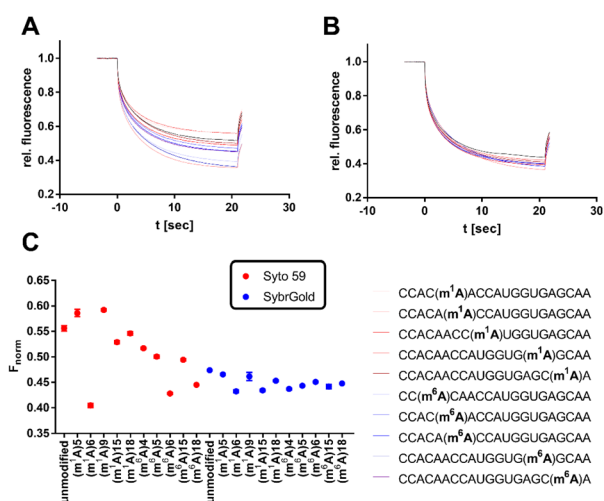 A
B
rel. fluorescence
1.0
0.8
0.6
0.4
0.2
-10
0
10
20
30
t [sec]
rel. fluorescence
1.0
0.8
0.6
0.4
0.2
-10
0
10
20
30
t [sec]
C
Syto 59
SybrGold
Fnorm
0.65
0.60
0.55
0.50
0.45
0.40
0.35
unmodified
(m¹A)5
(m¹A)6
(m¹A)9
(m¹A)15
(m¹A)18
(m⁶A)4
(m⁶A)5
(m⁶A)6
(m⁶A)15
(m⁶A)18
unmodified
(m¹A)5
(m¹A)6
(m¹A)9
(m¹A)15
(m¹A)18
(m⁶A)4
(m⁶A)5
(m⁶A)6
(m⁶A)15
(m⁶A)18
CCAC(m¹A)ACCAUGGUGAGCAA
CCACA(m¹A)CCAUGGUGAGCAA
CCACAACC(m¹A)UGGUGAGCAA
CCACAACCAUGGUG(m¹A)GCAA
CCACAACCAUGGUGAGC(m¹A)A
CC(m⁶A)CAACCAUGGUGAGCAA
CCAC(m⁶A)ACCAUGGUGAGCAA
CCACA(m⁶A)CCAUGGUGAGCAA
CCACAACCAUGGUG(m⁶A)GCAA
CCACAACCAUGGUGAGC(m⁶A)A